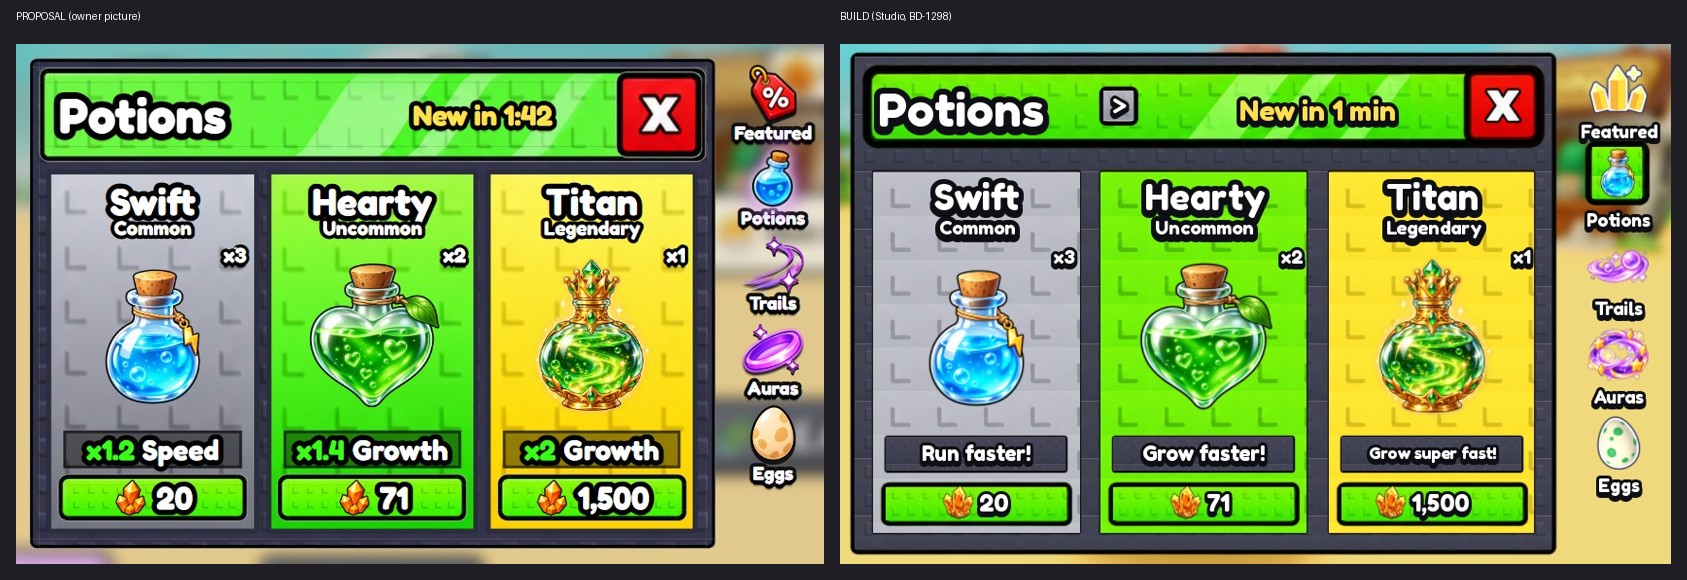 PROPOSAL (owner picture)
Potions
New in 1:42
X
%
Featured
Potions
Trails
Auras
Eggs
Swift
Common
x3
x1.2 Speed
20
Hearty
Uncommon
x2
x1.4 Growth
71
Titan
Legendary
x1
x2 Growth
1,500
BUILD (Studio, BD-1298)
Potions
>
New in 1 min
X
Featured
Potions
Trails
Auras
Eggs
Swift
Common
x3
Run faster!
20
Hearty
Uncommon
x2
Grow faster!
71
Titan
Legendary
x1
Grow super fast!
1,500